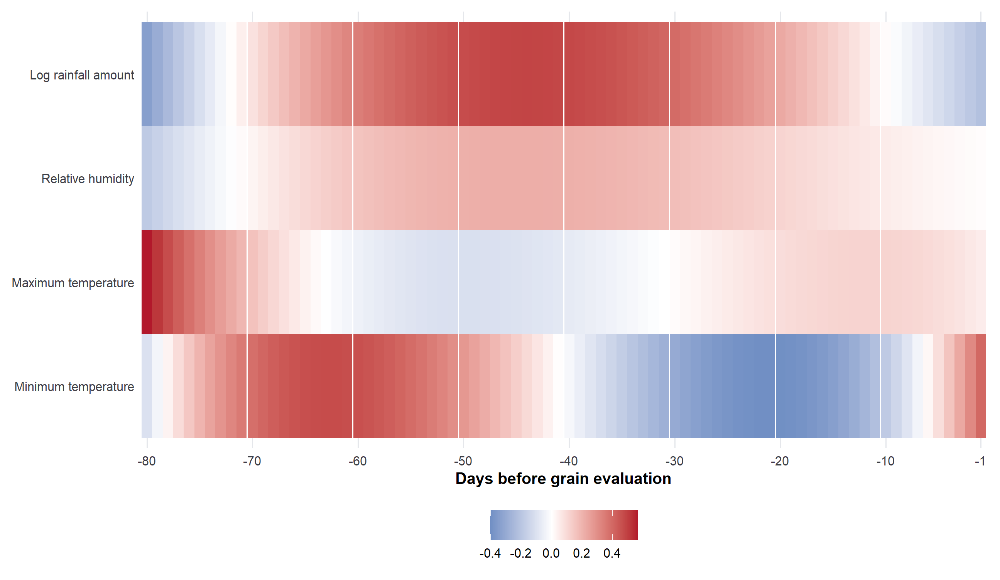 Log rainfall amount
Relative humidity
Maximum temperature
Minimum temperature
-80 -70 -60 -50 -40 -30 -20 -10 -1
Days before grain evaluation
-0.4 -0.2 0.0 0.2 0.4